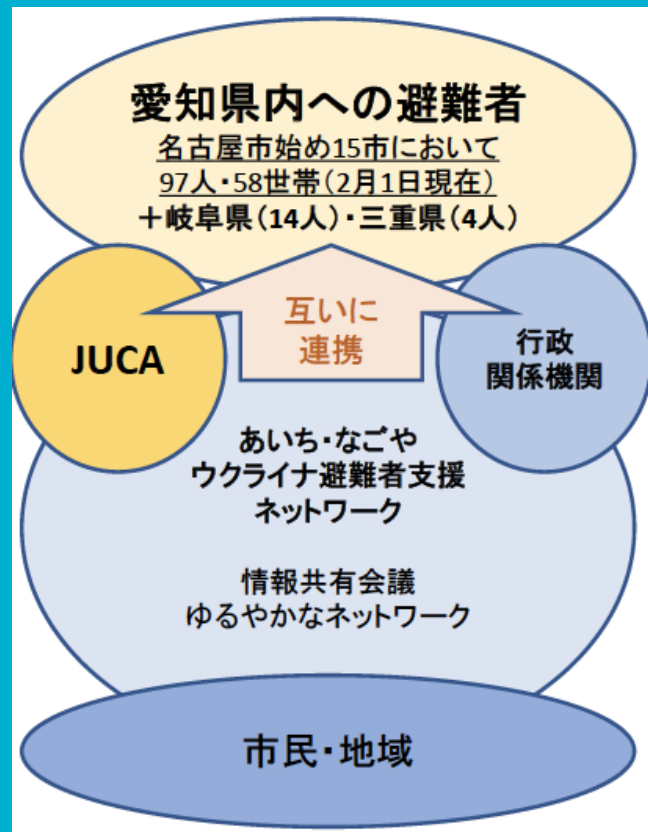 愛知県内への避難者
名古屋市始め15市において
97人・58世帯(2月1日現在)
＋岐阜県(14人)・三重県(4人)
互いに
連携
JUCA
行政
関係機関
あいち・なごや
ウクライナ避難者支援
ネットワーク
情報共有会議
ゆるやかなネットワーク
市民・地域